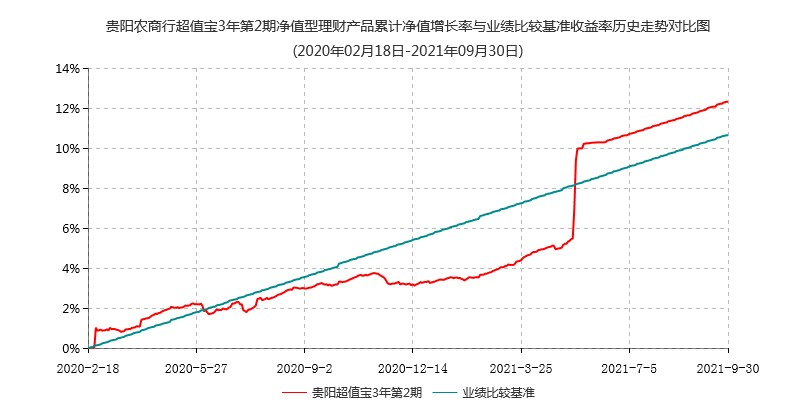 贵阳农商行超值宝3年第2期净值型理财产品累计净值增长率与业绩比较基准收益率历史走势对比图
(2020年02月18日-2021年09月30日)
14%
12%
10%
8%
6%
4%
2%
0%
2020-2-18 2020-5-27 2020-9-2 2020-12-14 2021-3-25 2021-7-5 2021-9-30
贵阳超值宝3年第2期 业绩比较基准